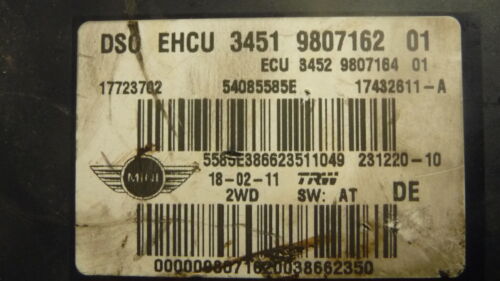 DSC EHCU 3451 9807162 01
ECU 3452 9807164 01
17723702 54085585E 17432611-A
5585E386623511049 231220-10
MINI 18-02-11 TRW
2WD SW: AT DE
0000098071620038662350